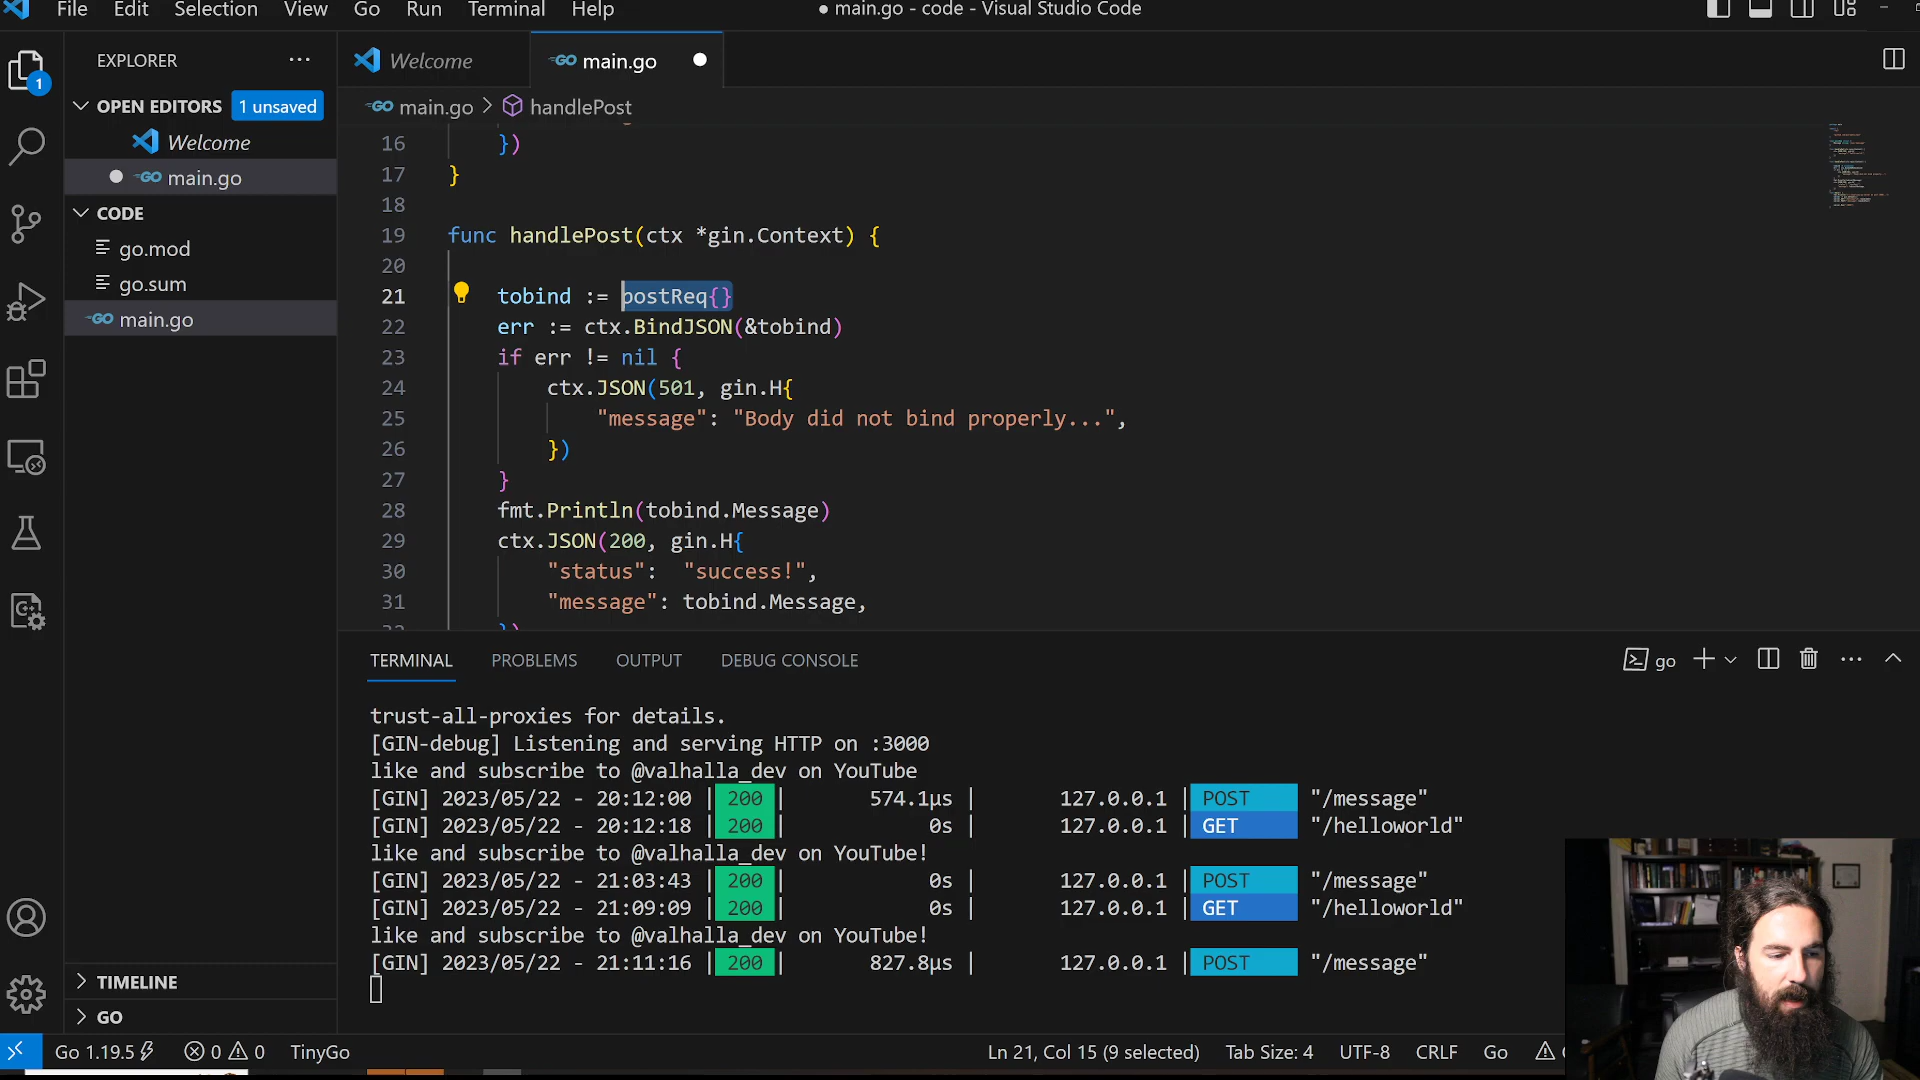 File Edit Selection View Go Run Terminal Help
● main.go - code - Visual Studio Code
EXPLORER
OPEN EDITORS 1 unsaved
Welcome
main.go
CODE
go.mod
go.sum
main.go
TIMELINE
GO
1
Welcome
main.go
main.go > handlePost
16 })
17 }
18
19 func handlePost(ctx *gin.Context) {
20
21 tobind := postReq{}
22 err := ctx.BindJSON(&tobind)
23 if err != nil {
24 ctx.JSON(501, gin.H{
25 "message": "Body did not bind properly...",
26 })
27 }
28 fmt.Println(tobind.Message)
29 ctx.JSON(200, gin.H{
30 "status": "success!",
31 "message": tobind.Message,
32 })
TERMINAL PROBLEMS OUTPUT DEBUG CONSOLE
go
trust-all-proxies for details.
[GIN-debug] Listening and serving HTTP on :3000
like and subscribe to @valhalla_dev on YouTube
[GIN] 2023/05/22 - 20:12:00 | 200 | 574.1µs | 127.0.0.1 | POST "/message"
[GIN] 2023/05/22 - 20:12:18 | 200 | 0s | 127.0.0.1 | GET "/helloworld"
like and subscribe to @valhalla_dev on YouTube!
[GIN] 2023/05/22 - 21:03:43 | 200 | 0s | 127.0.0.1 | POST "/message"
[GIN] 2023/05/22 - 21:09:09 | 200 | 0s | 127.0.0.1 | GET "/helloworld"
like and subscribe to @valhalla_dev on YouTube!
[GIN] 2023/05/22 - 21:11:16 | 200 | 827.8µs | 127.0.0.1 | POST "/message"
Go 1.19.5 0 0 TinyGo
Ln 21, Col 15 (9 selected) Tab Size: 4 UTF-8 CRLF Go